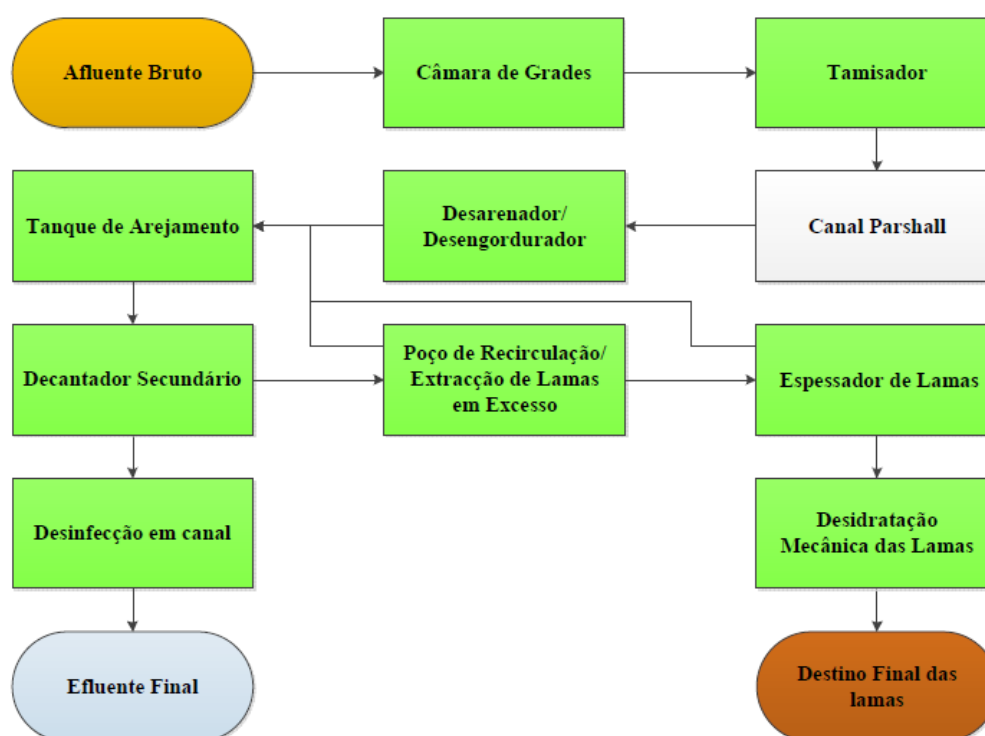 Afluente Bruto
Câmara de Grades
Tamisador
Tanque de Arejamento
Desarenador/
Desengordurador
Canal Parshall
Decantador Secundário
Poço de Recirculação/
Extracção de Lamas
em Excesso
Espessador de Lamas
Desinfecção em canal
Desidratação
Mecânica das Lamas
Efluente Final
Destino Final das
lamas